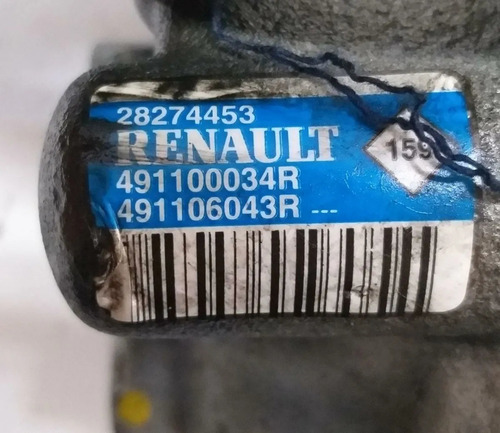 28274453
RENAULT
159
491100034R
491106043R ---